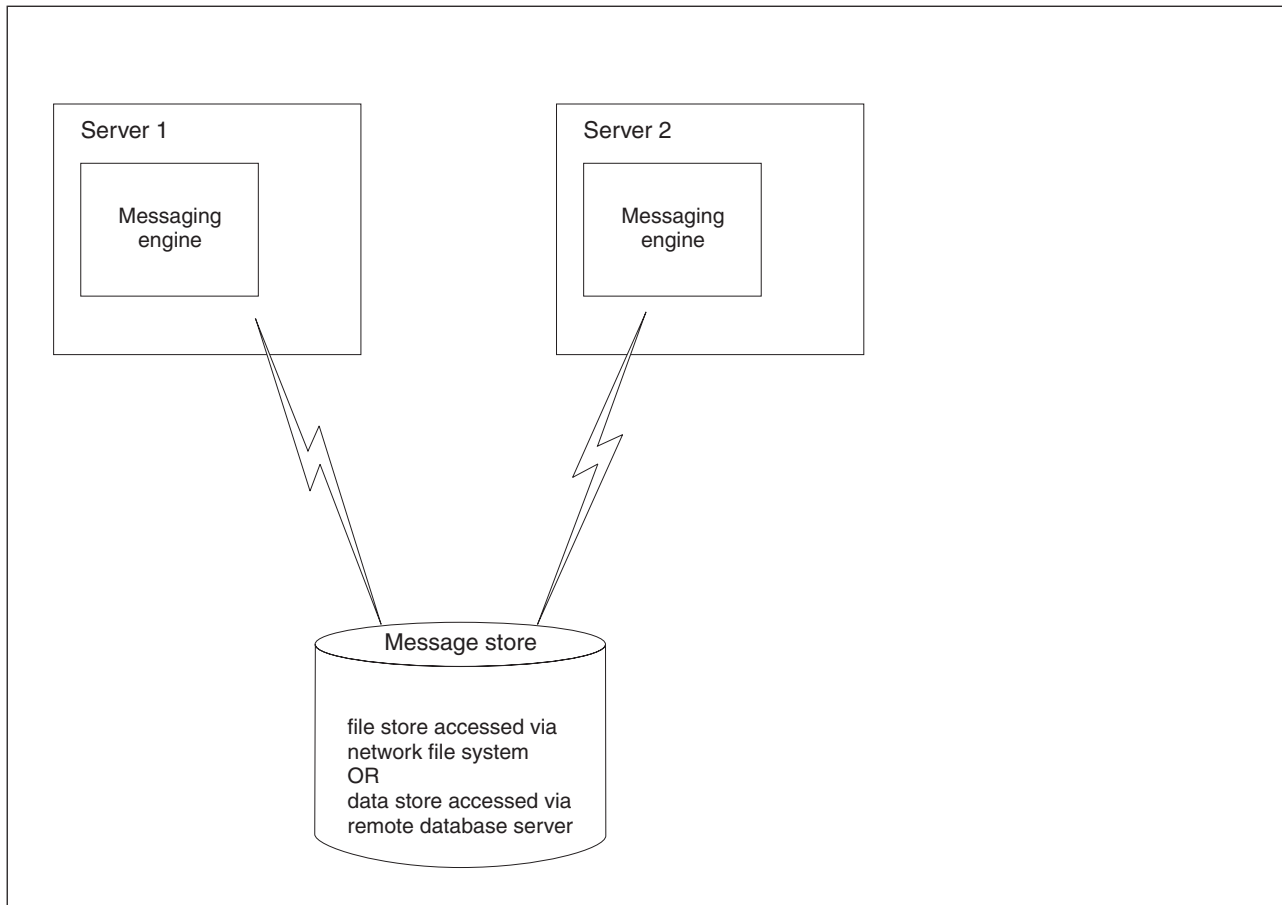 Server 1
Messaging
engine
Server 2
Messaging
engine
Message store
file store accessed via
network file system
OR
data store accessed via
remote database server